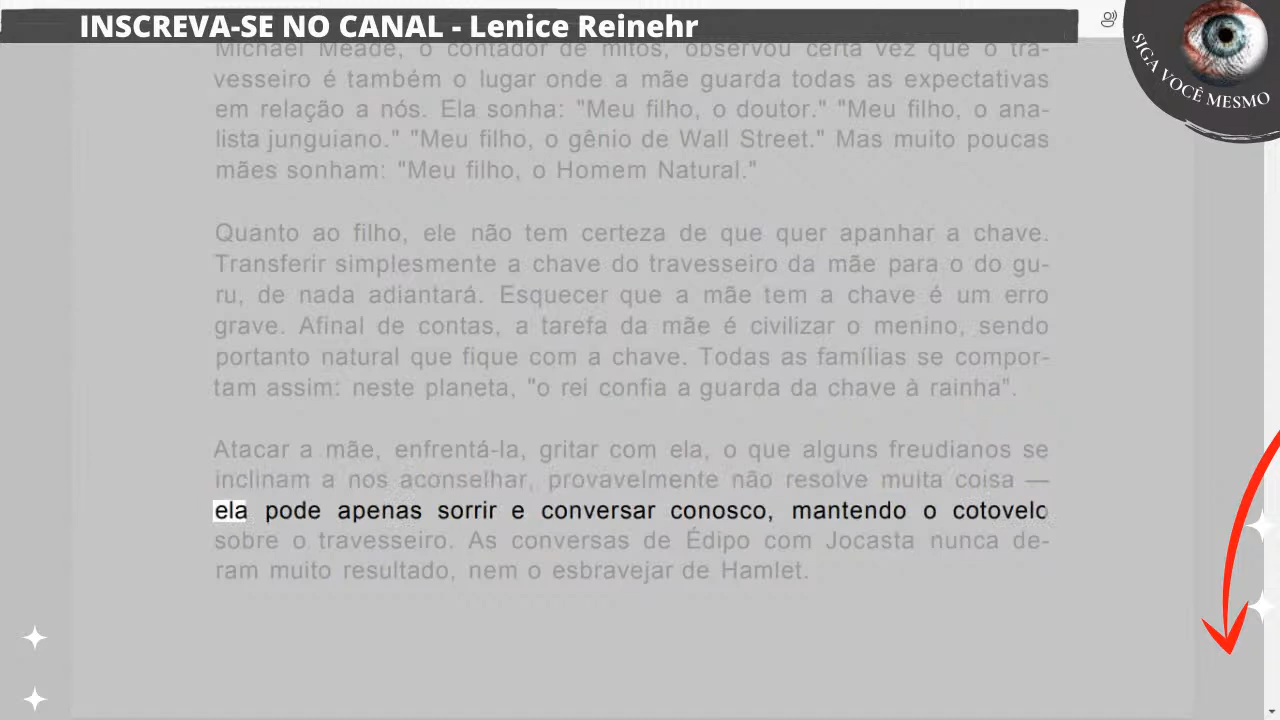 INSCREVA-SE NO CANAL - Lenice Reinehr
SIGA VOCÊ MESMO
Michael Meade, o contador de mitos, observou certa vez que o tra-
vesseiro é também o lugar onde a mãe guarda todas as expectativas
em relação a nós. Ela sonha: "Meu filho, o doutor." "Meu filho, o ana-
lista junguiano." "Meu filho, o gênio de Wall Street." Mas muito poucas
mães sonham: "Meu filho, o Homem Natural."
Quanto ao filho, ele não tem certeza de que quer apanhar a chave.
Transferir simplesmente a chave do travesseiro da mãe para o do gu-
ru, de nada adiantará. Esquecer que a mãe tem a chave é um erro
grave. Afinal de contas, a tarefa da mãe é civilizar o menino, sendo
portanto natural que fique com a chave. Todas as famílias se compor-
tam assim: neste planeta, "o rei confia a guarda da chave à rainha".
Atacar a mãe, enfrentá-la, gritar com ela, o que alguns freudianos se
inclinam a nos aconselhar, provavelmente não resolve muita coisa —
ela pode apenas sorrir e conversar conosco, mantendo o cotovelo
sobre o travesseiro. As conversas de Édipo com Jocasta nunca de-
ram muito resultado, nem o esbravejar de Hamlet.